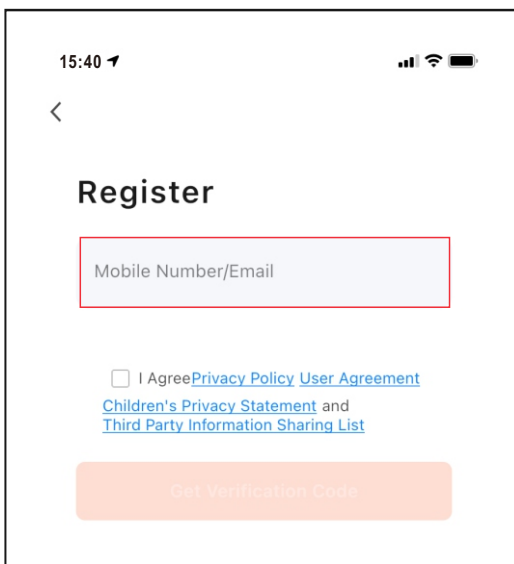 15:40
Register
Mobile Number/Email
I AgreePrivacy Policy User Agreement
Children's Privacy Statement and
Third Party Information Sharing List
Get Verification Code